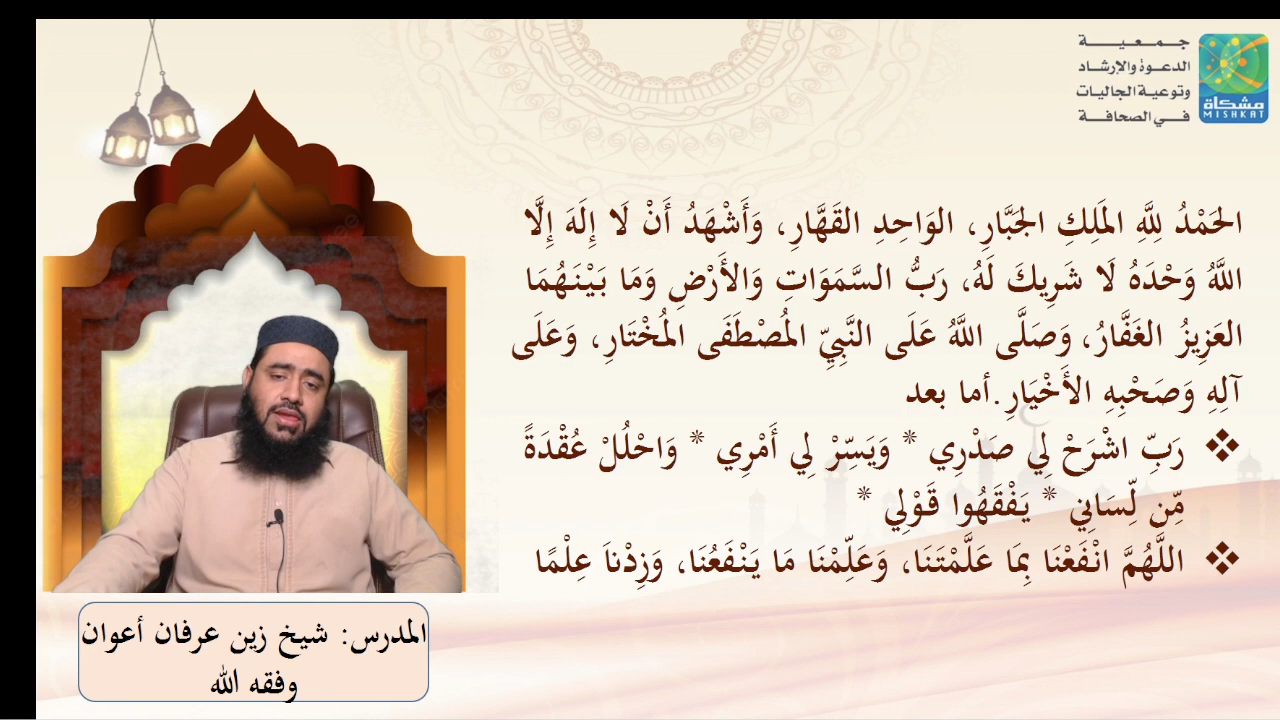 جمعية
الدعوة والإرشاد
وتوعية الجاليات
في الصحافة
مشكاة
MISHKAT
الحَمْدُ لِلَّهِ المَلِكِ الجَبَّارِ، الوَاحِدِ القَهَّارِ، وَأَشْهَدُ أَنْ لَا إِلَهَ إِلَّا
اللَّهُ وَحْدَهُ لَا شَرِيكَ لَهُ، رَبُّ السَّمَوَاتِ وَالأَرْضِ وَمَا بَيْنَهُمَا
العَزِيزُ الغَفَّارُ، وَصَلَّى اللَّهُ عَلَى النَّبِيِّ المُصْطَفَى المُخْتَارِ، وَعَلَى
آلِهِ وَصَحْبِهِ الأَخْيَارِ.أما بعد
❖ رَبِّ اشْرَحْ لِي صَدْرِي * وَيَسِّرْ لِي أَمْرِي * وَاحْلُلْ عُقْدَةً
مِّن لِّسَانِي * يَفْقَهُوا قَوْلِي *
❖ اللَّهُمَّ انْفَعْنَا بِمَا عَلَّمْتَنَا، وَعَلِّمْنَا مَا يَنْفَعُنَا، وَزِدْنَا عِلْمًا
المدرس: شيخ زين عرفان أعوان
وفقه الله